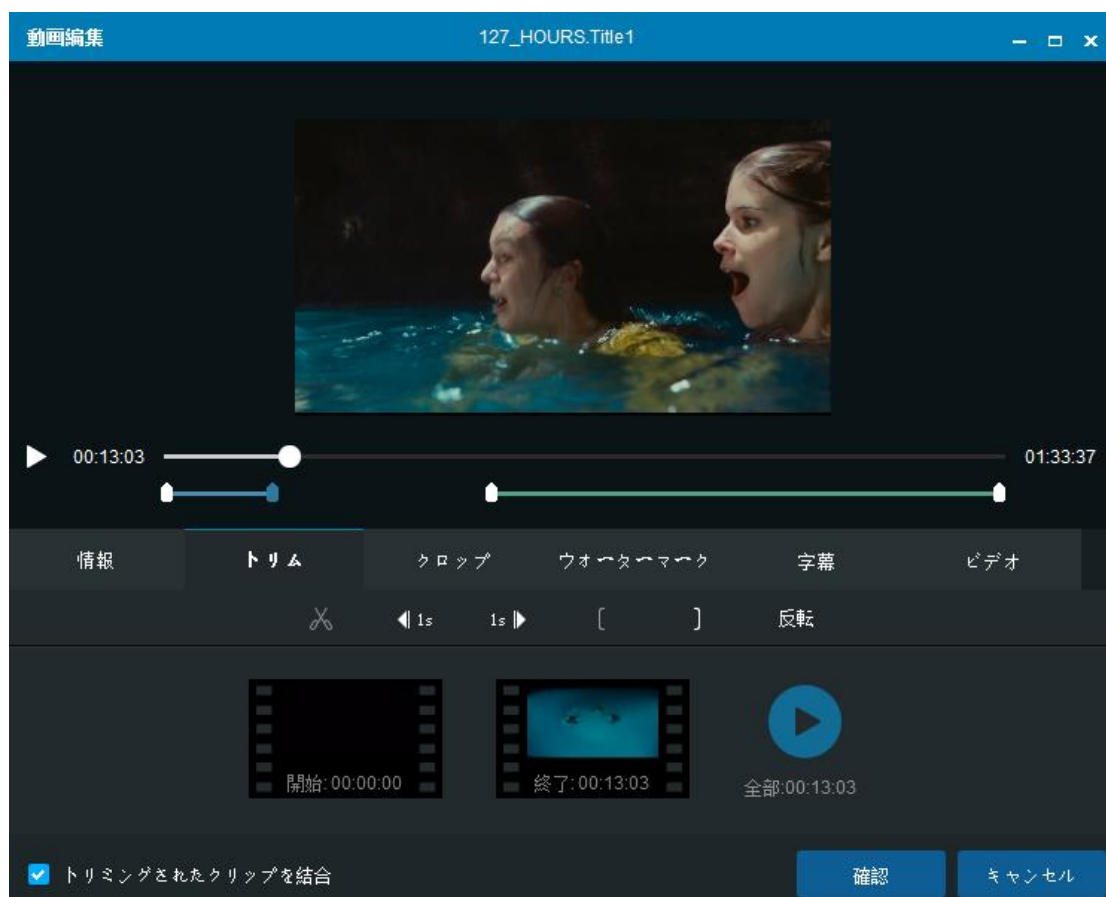 動画編集 127_HOURS.Title1
00:13:03 01:33:37
情報 トリム クロップ ウォーターマーク 字幕 ビデオ
1s 1s [ ] 反転
開始:00:00:00 終了:00:13:03 全部:00:13:03
トリミングされたクリップを結合 確認 キャンセル